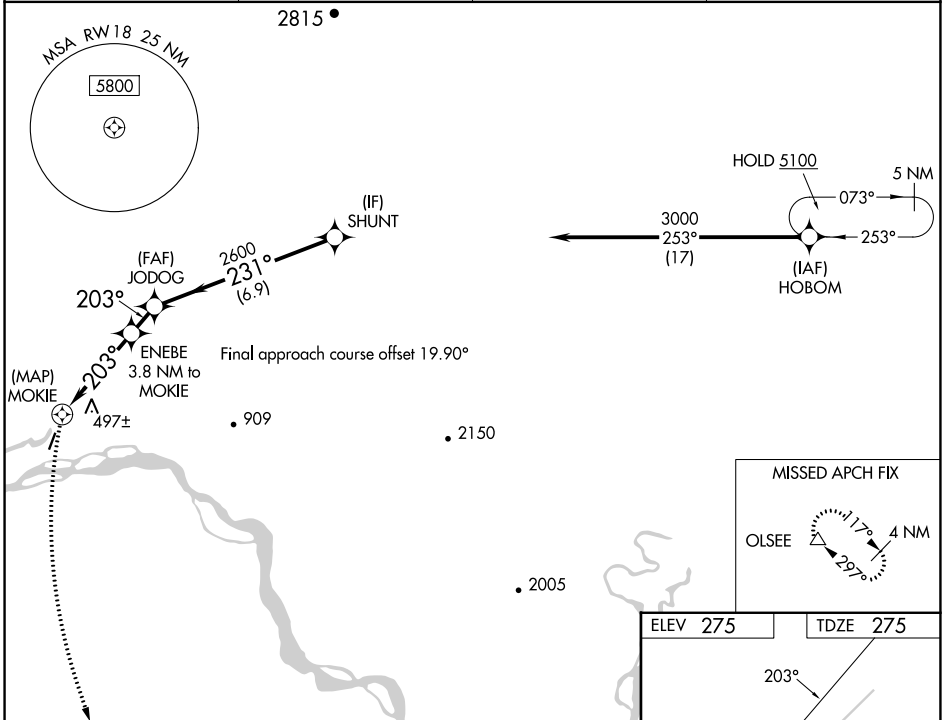 2815
MSA RW18 25 NM
5800
HOLD 5100
5 NM
073°
253°
3000
253°
(17)
(IAF)
HOBOM
(IF)
SHUNT
2600
231°
(6.9)
(FAF)
JODOG
203°
ENEBE
3.8 NM to
MOKIE
Final approach course offset 19.90°
203°
(MAP)
MOKIE
497±
909
2150
MISSED APCH FIX
OLSEE
117°
4 NM
297°
2005
ELEV 275
TDZE 275
203°